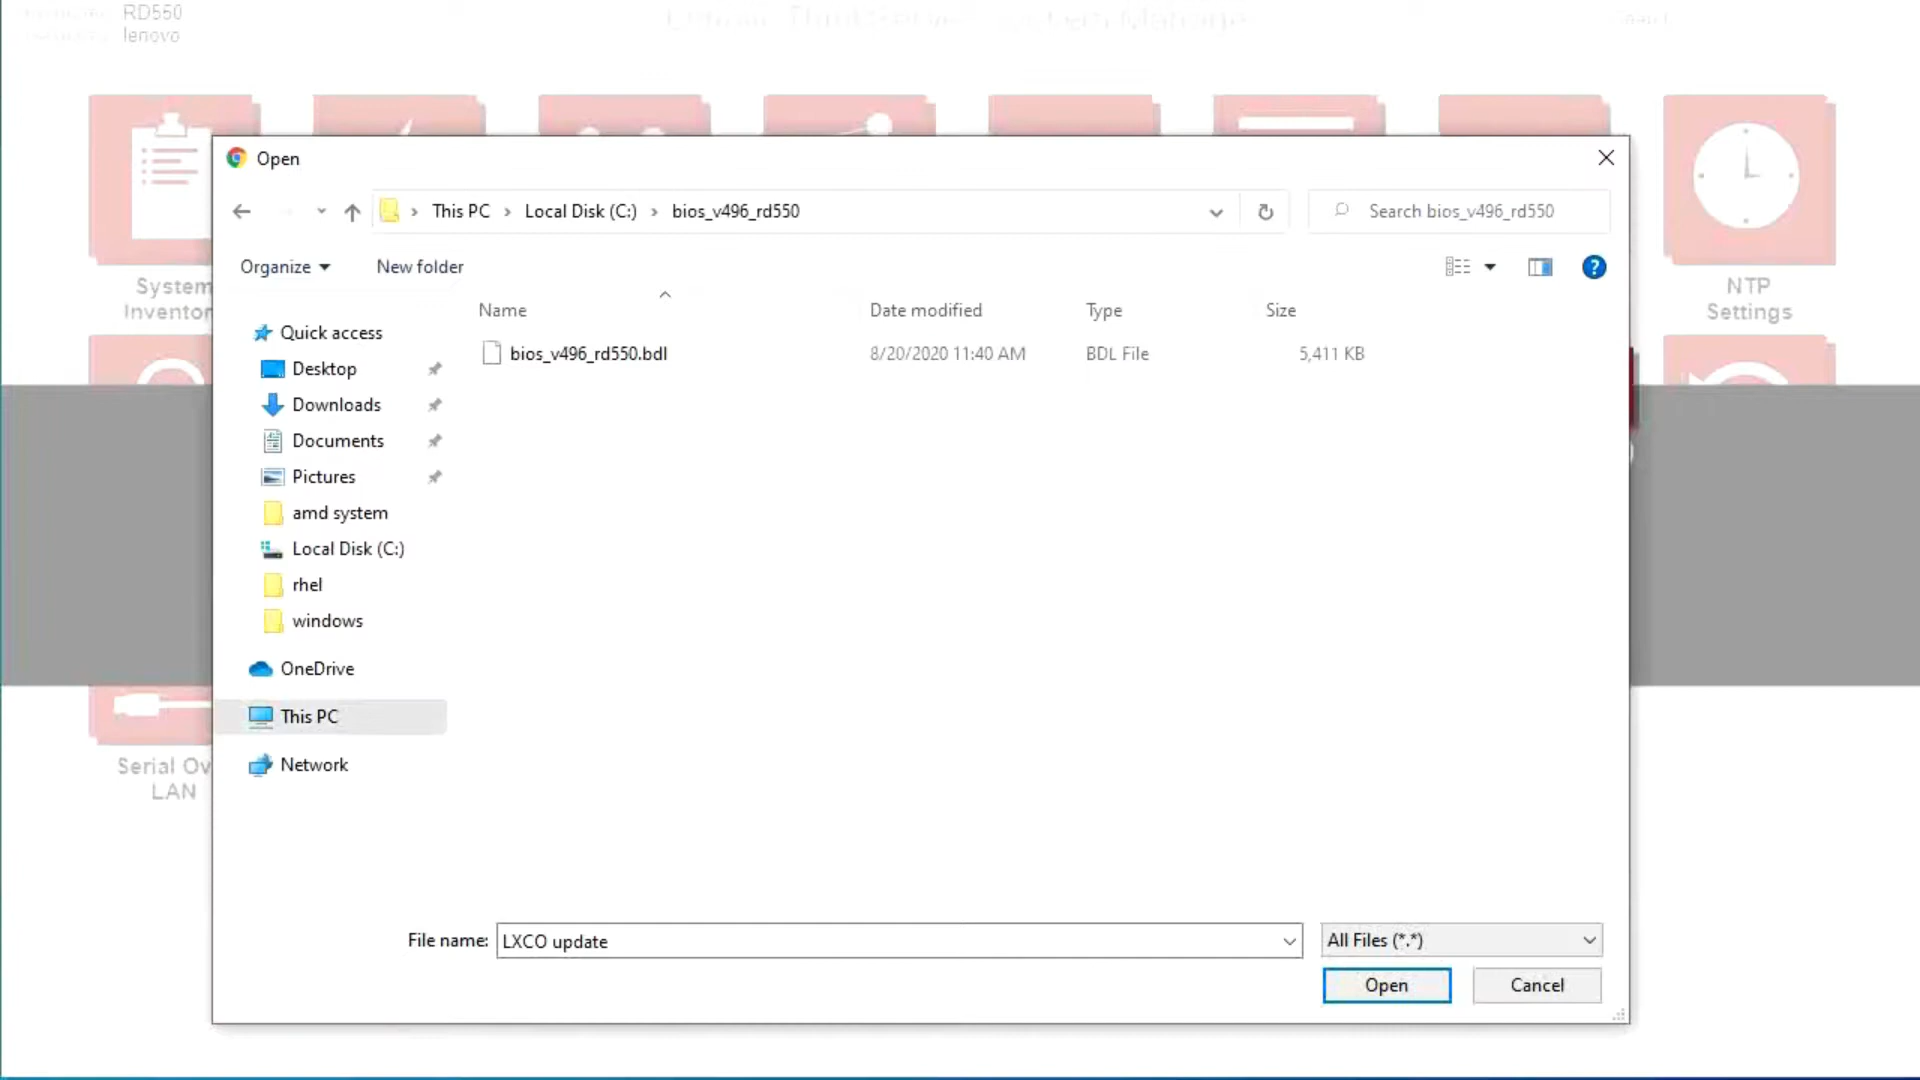 RD550
lenovo
Open
This PC
Local Disk (C:)
bios_v496_rd550
Search bios_v496_rd550
Organize
New folder
Name
Date modified
Type
Size
bios_v496_rd550.bdl
8/20/2020 11:40 AM
BDL File
5,411 KB
Quick access
Desktop
Downloads
Documents
Pictures
amd system
Local Disk (C:)
rhel
windows
OneDrive
This PC
Network
File name:
LXCO update
All Files (*.*)
Open
Cancel
System
Inventor
NTP
Settings
Serial Ov
LAN